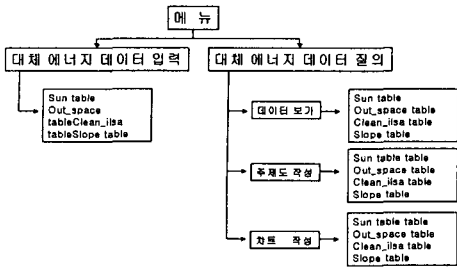 메 뉴
대체 에너지 데이터 입력
대체 에너지 데이터 질의
Sun table
Out_space
tableClean_ilsa
tableSlope table
데이터 보기
Sun table
Out_space table
Clean_ilsa table
Slope table
주제도 작성
Sun table table
Out_space table
Clean_ilsa table
Slope table
차트 작성
Sun table table
Out_space table
Clean_ilsa table
Slope table